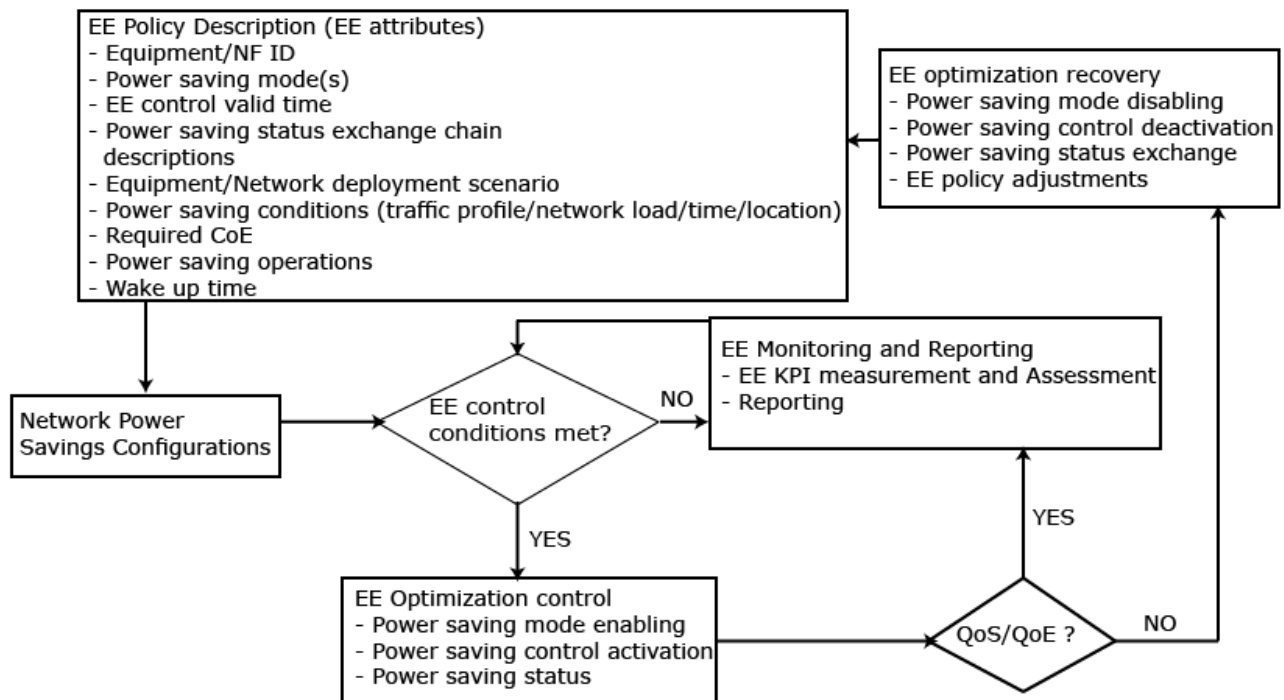 EE Policy Description (EE attributes)
- Equipment/NF ID
- Power saving mode(s)
- EE control valid time
- Power saving status exchange chain
descriptions
- Equipment/Network deployment scenario
- Power saving conditions (traffic profile/network load/time/location)
- Required CoE
- Power saving operations
- Wake up time
EE optimization recovery
- Power saving mode disabling
- Power saving control deactivation
- Power saving status exchange
- EE policy adjustments
Network Power
Savings Configurations
EE control
conditions met?
NO
EE Monitoring and Reporting
- EE KPI measurement and Assessment
- Reporting
YES
EE Optimization control
- Power saving mode enabling
- Power saving control activation
- Power saving status
QoS/QoE ?
YES
NO